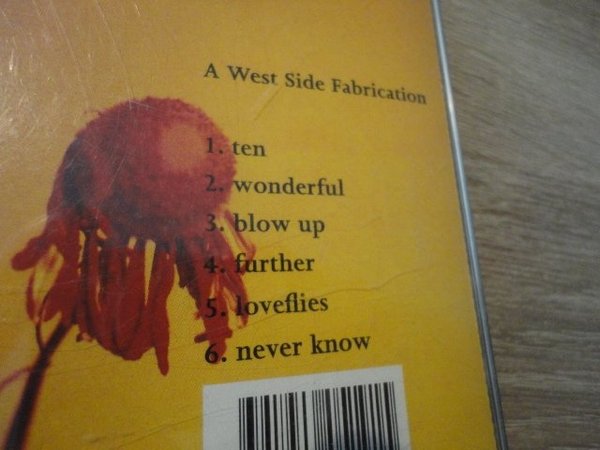 A West Side Fabrication
1. ten
2. wonderful
3. blow up
4. further
5. loveflies
6. never know